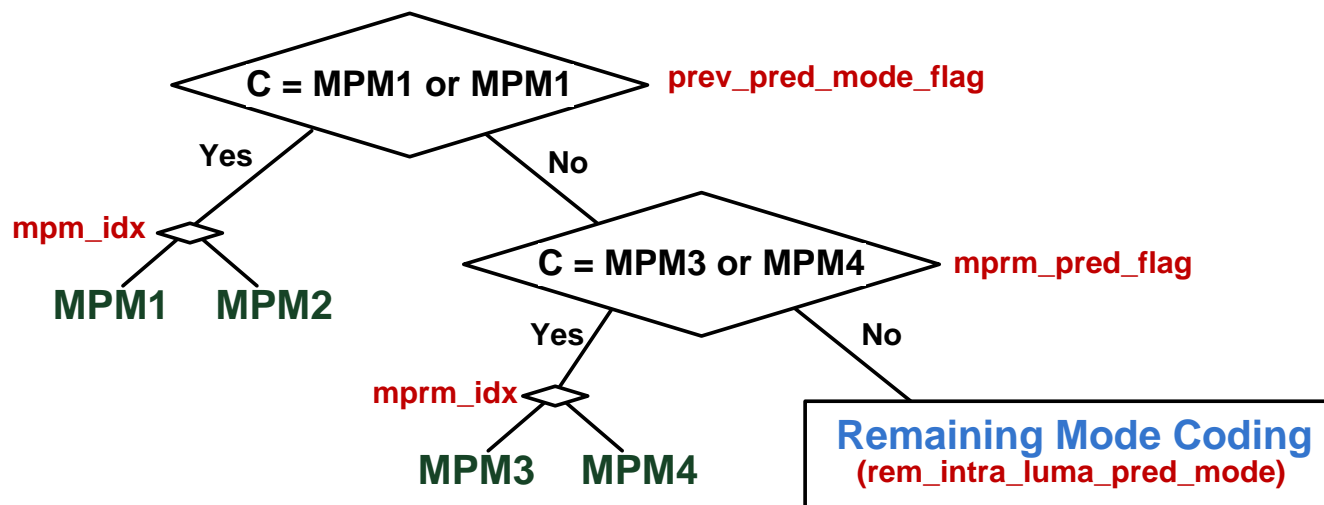 C = MPM1 or MPM1
prev_pred_mode_flag
Yes
No
mpm_idx
MPM1
MPM2
C = MPM3 or MPM4
mprm_pred_flag
Yes
No
mprm_idx
MPM3
MPM4
Remaining Mode Coding
(rem_intra_luma_pred_mode)